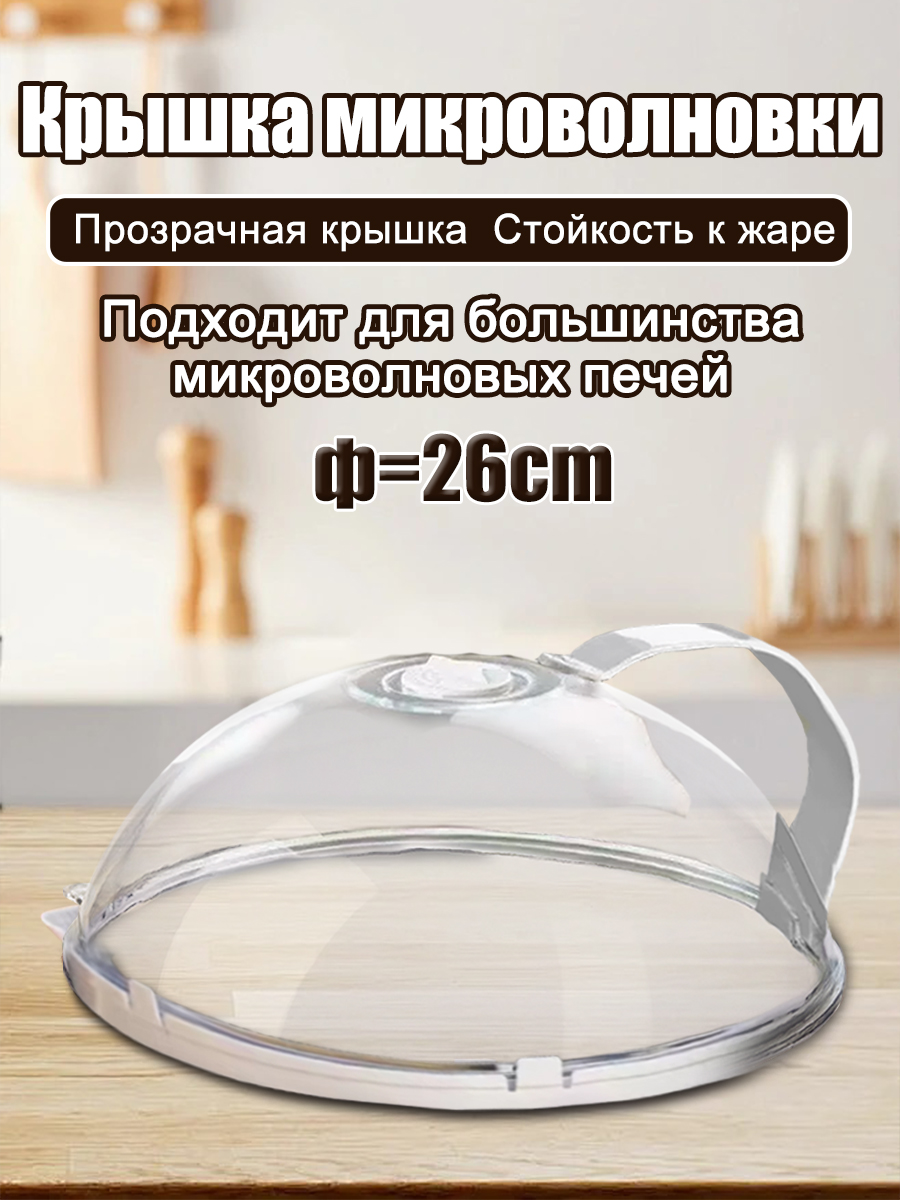 Крышка микроволновки
Прозрачная крышка Стойкость к жаре
Подходит для большинства
микроволновых печей
ф=26cm